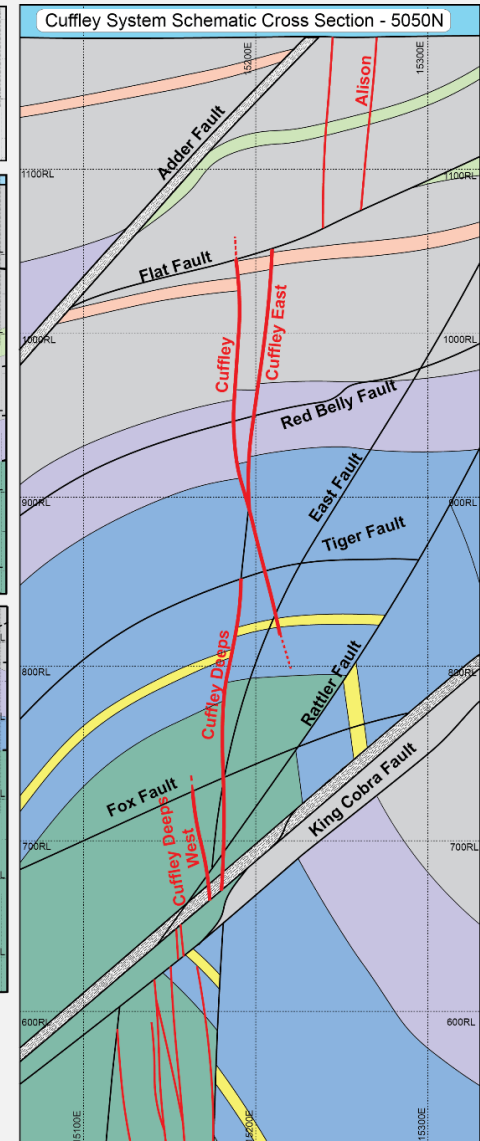 Cuffley System Schematic Cross Section - 5050N
15200E
15300E
Alison
Adder Fault
1100RL
1100RL
Flat Fault
Cuffley
Cuffley East
1000RL
1000RL
Red Belly Fault
900RL
900RL
East Fault
Tiger Fault
800RL
800RL
Cuffley Deeps
Rattler Fault
Fox Fault
King Cobra Fault
Cuffley Deeps
West
700RL
700RL
600RL
600RL
15100E
15200E
15300E